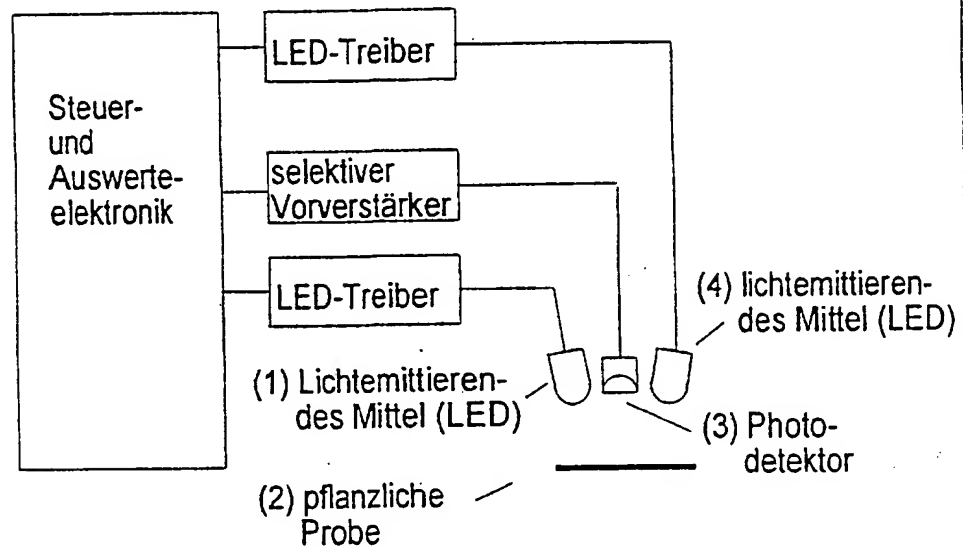 LED-Treiber
Steuer-
und
Auswerte-
elektronik
selektiver
Vorverstärker
LED-Treiber
(4) lichtemittieren-
des Mittel (LED)
(1) Lichtemittieren-
des Mittel (LED)
(3) Photo-
detektor
(2) pflanzliche
Probe